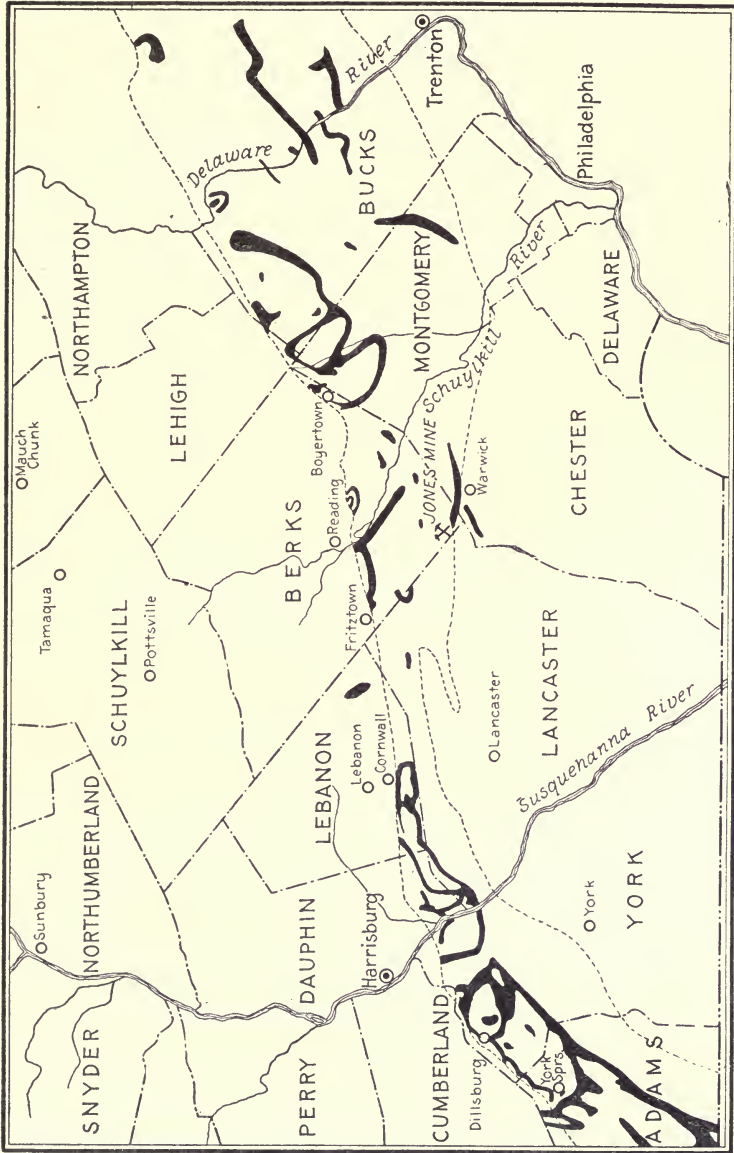 SNYDER
NORTHUMBERLAND
Sunbury
SCHUYLKILL
Tamaqua
Pottsville
Mauch
Chunk
NORTHAMPTON
LEHIGH
PERRY
DAUPHIN
Harrisburg
LEBANON
Lebanon
Cornwall
BERKS
Reading
Fritztown
Boyertown
Delaware
River
BUCKS
Trenton
MONTGOMERY
Philadelphia
Schuylkill
River
JONES' MINE
Warwick
CHESTER
DELAWARE
LANCASTER
Lancaster
Susquehanna River
CUMBERLAND
Dillsburg
York
Sprs.
ADAMS
YORK
York